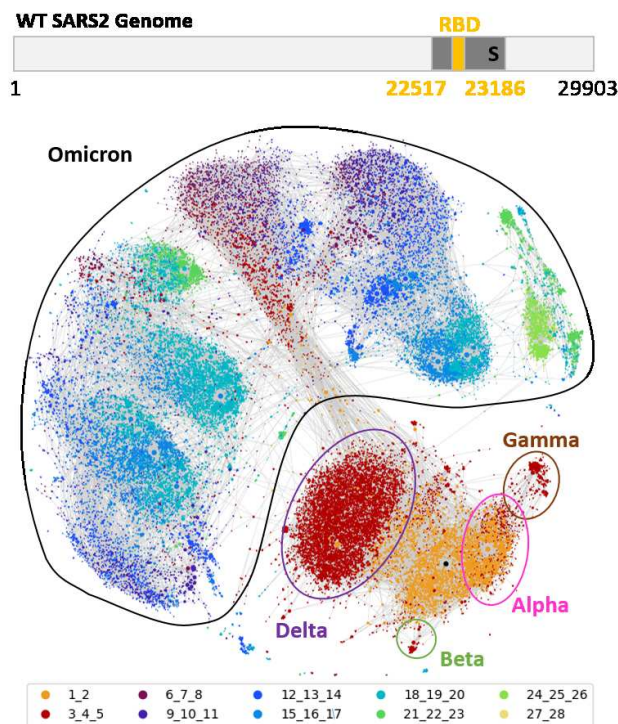 WT SARS2 Genome
RBD
S
1 22517 23186 29903
Omicron
Gamma
Alpha
Delta
Beta
1_2 6_7_8 12_13_14 18_19_20 24_25_26
3_4_5 9_10_11 15_16_17 21_22_23 27_28